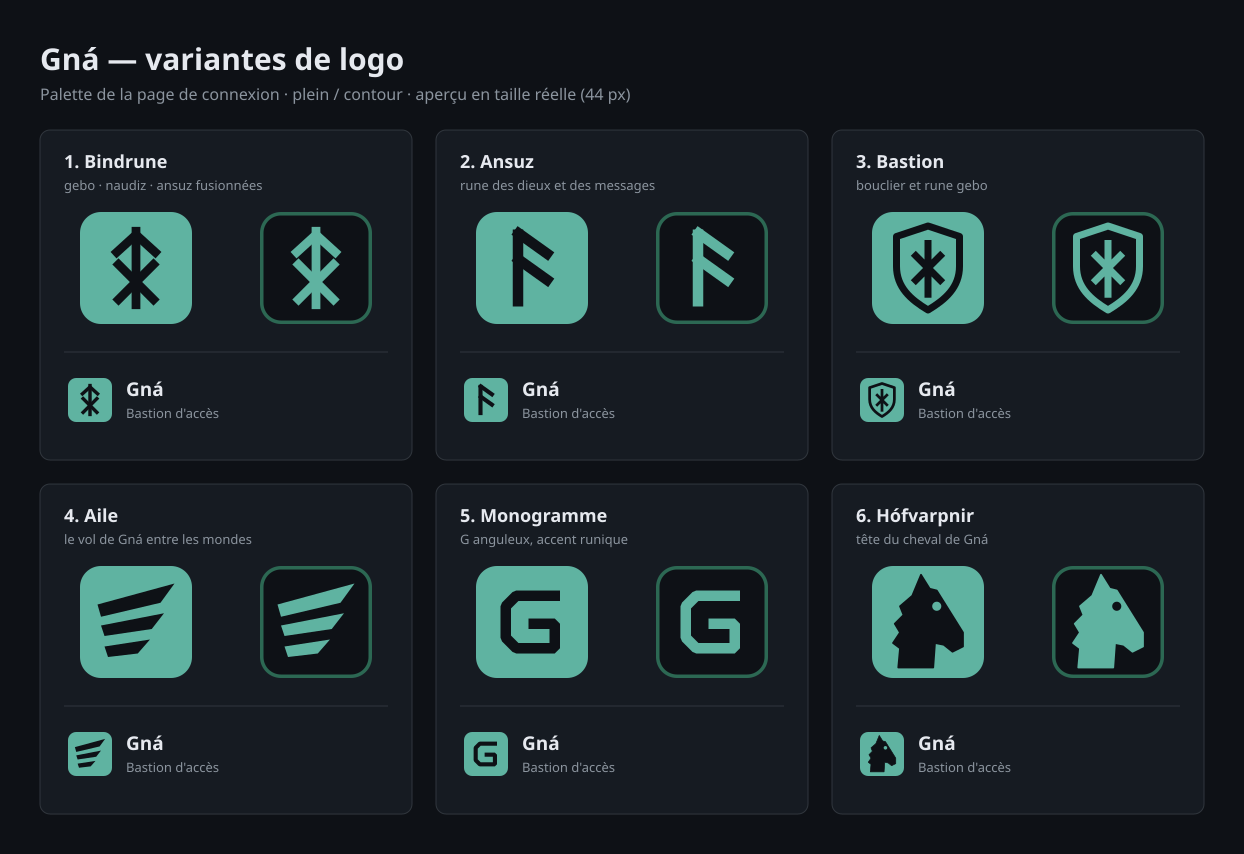 Gná — variantes de logo
Palette de la page de connexion · plein / contour · aperçu en taille réelle (44 px)
1. Bindrune
gebo · naudiz · ansuz fusionnées
Gná
Bastion d'accès
2. Ansuz
rune des dieux et des messages
Gná
Bastion d'accès
3. Bastion
bouclier et rune gebo
Gná
Bastion d'accès
4. Aile
le vol de Gná entre les mondes
Gná
Bastion d'accès
5. Monogramme
G anguleux, accent runique
G
G
G
Gná
Bastion d'accès
6. Hófvarpnir
tête du cheval de Gná
Gná
Bastion d'accès